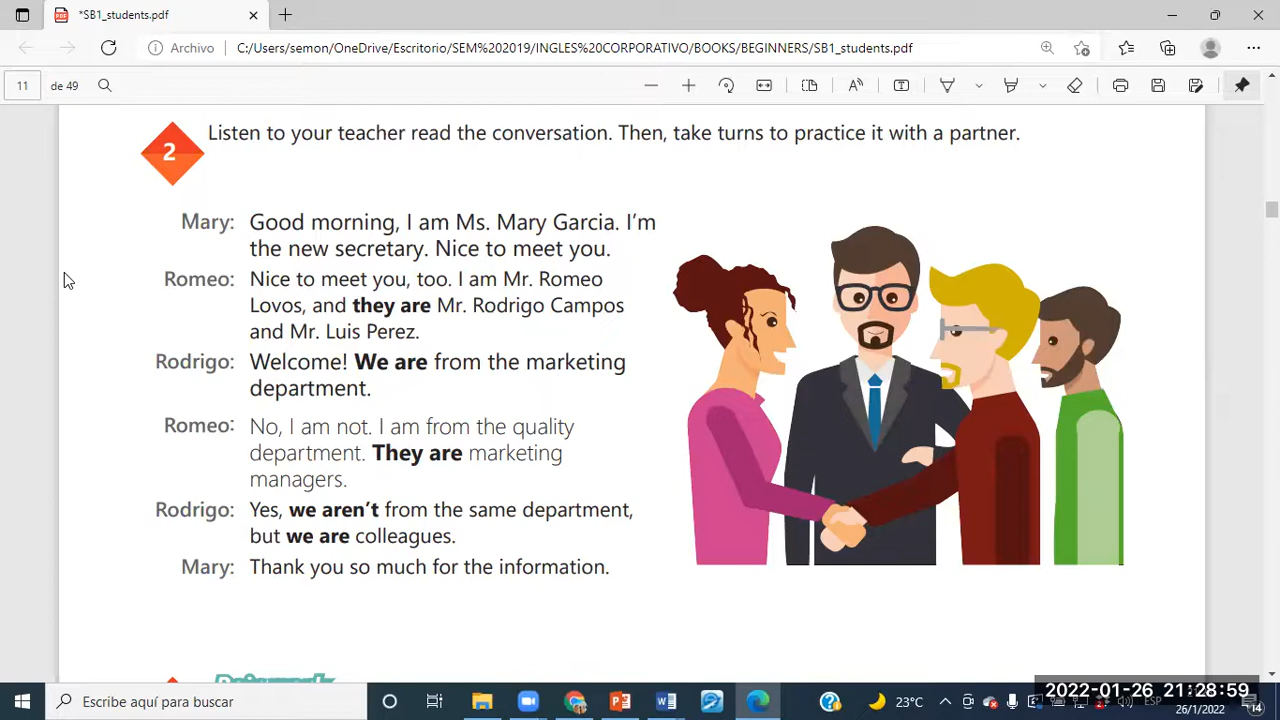 *SB1_students.pdf
Archivo
C:/Users/semon/OneDrive/Escritorio/SEM%202019/INGLES%20CORPORATIVO/BOOKS/BEGINNERS/SB1_students.pdf
11 de 49
2 Listen to your teacher read the conversation. Then, take turns to practice it with a partner.
Mary: Good morning, I am Ms. Mary Garcia. I'm
the new secretary. Nice to meet you.
Romeo: Nice to meet you, too. I am Mr. Romeo
Lovos, and they are Mr. Rodrigo Campos
and Mr. Luis Perez.
Rodrigo: Welcome! We are from the marketing
department.
Romeo: No, I am not. I am from the quality
department. They are marketing
managers.
Rodrigo: Yes, we aren't from the same department,
but we are colleagues.
Mary: Thank you so much for the information.
Escribe aquí para buscar
23°C
ESP
2022-01-26 21:28:59
26/1/2022
14